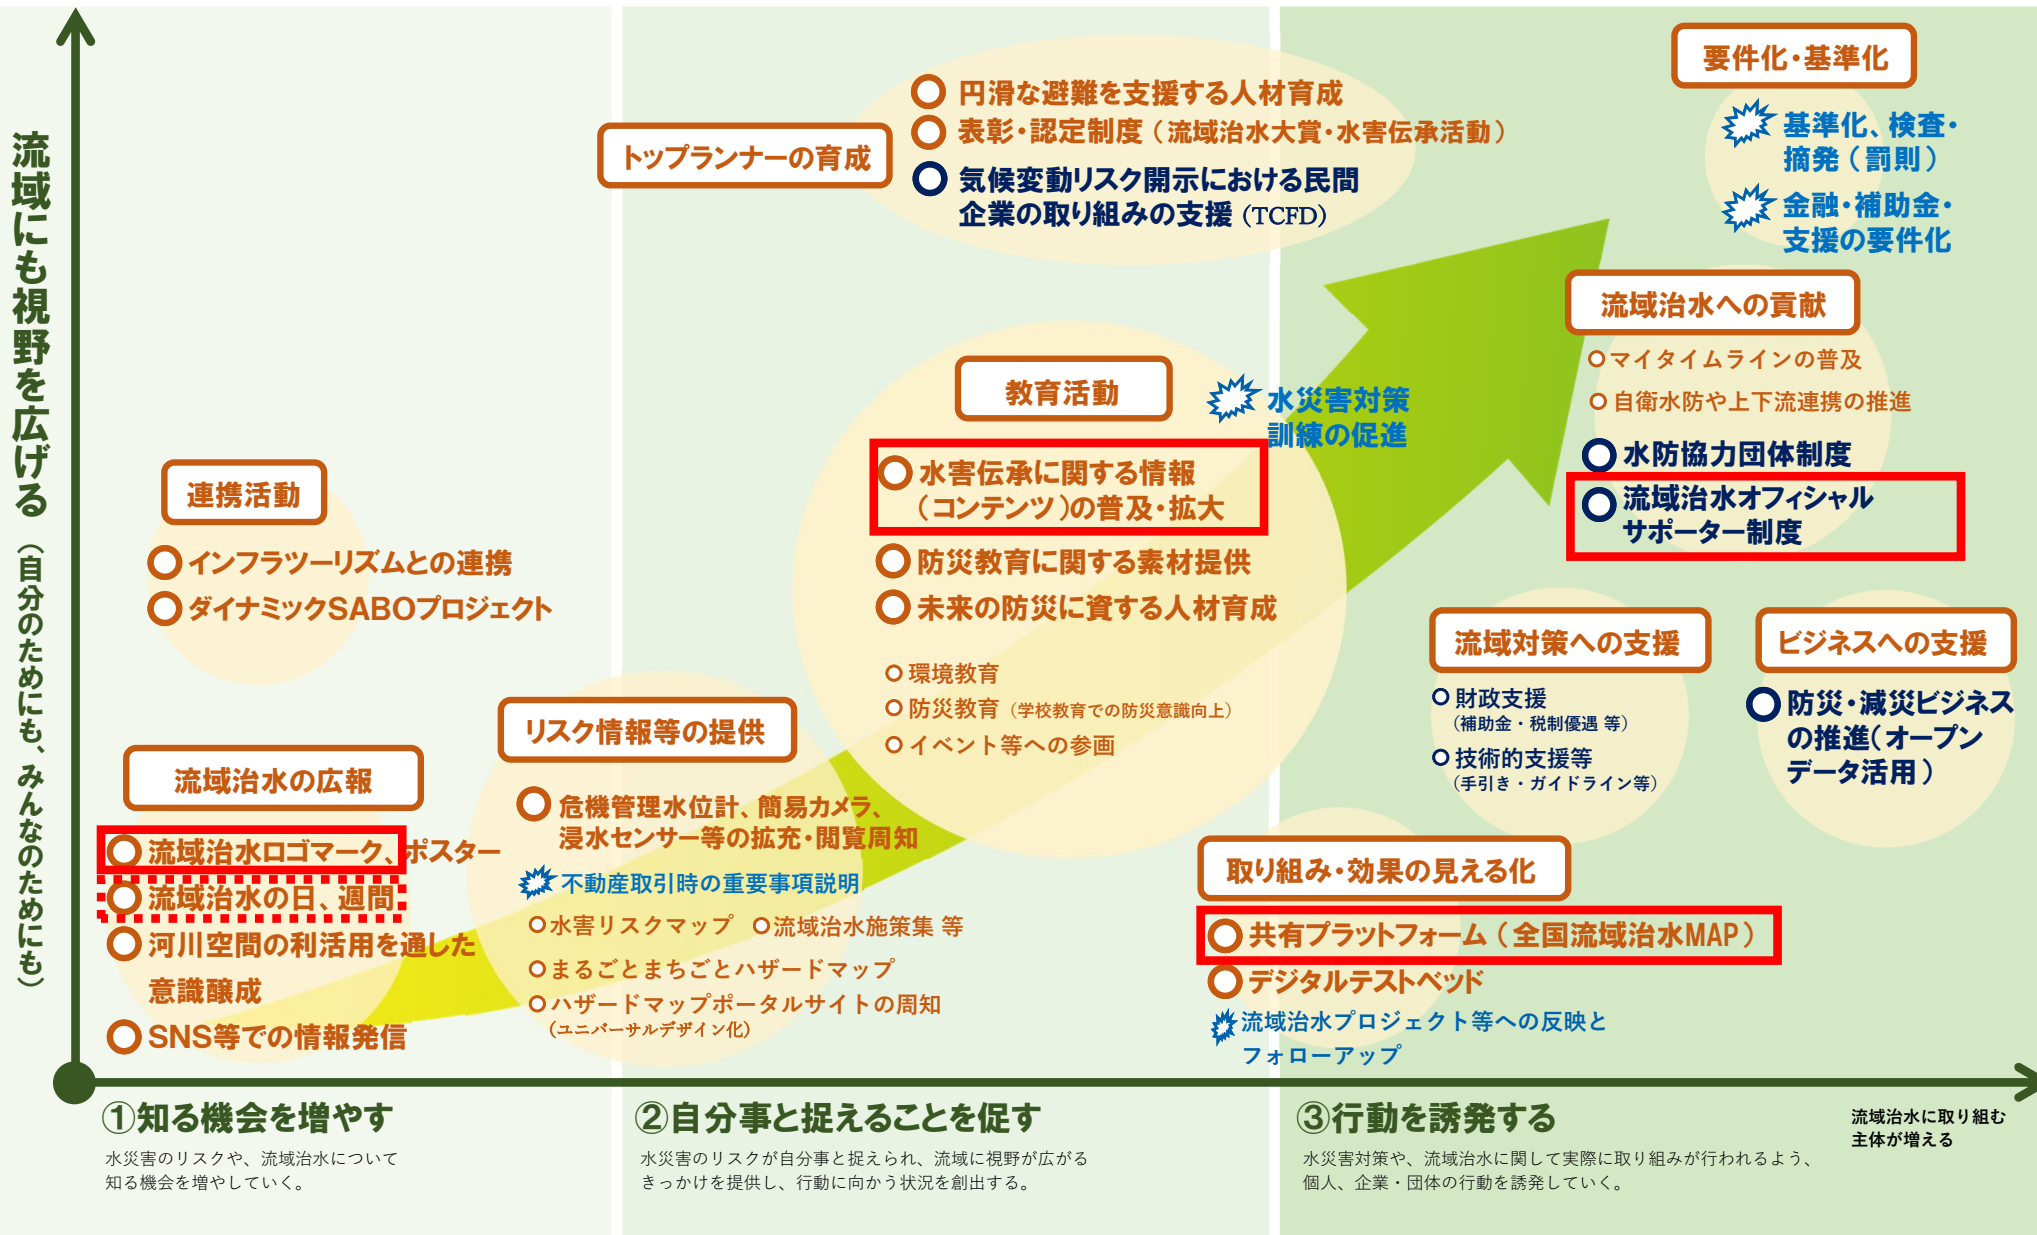 流域にも視野を広げる（自分のためにも、みんなのためにも）
要件化・基準化
基準化、検査・
摘発（罰則）
金融・補助金・
支援の要件化
トップランナーの育成
円滑な避難を支援する人材育成
表彰・認定制度（流域治水大賞・水害伝承活動）
気候変動リスク開示における民間
企業の取り組みの支援（TCFD）
流域治水への貢献
マイタイムラインの普及
自衛水防や上下流連携の推進
水防協力団体制度
流域治水オフィシャル
サポーター制度
教育活動
水災害対策
訓練の促進
水害伝承に関する情報
（コンテンツ）の普及・拡大
防災教育に関する素材提供
未来の防災に資する人材育成
環境教育
防災教育（学校教育での防災意識向上）
イベント等への参画
連携活動
インフラツーリズムとの連携
ダイナミックSABOプロジェクト
流域対策への支援
財政支援
（補助金・税制優遇 等）
技術的支援等
（手引き・ガイドライン等）
ビジネスへの支援
防災・減災ビジネス
の推進（オープン
データ活用）
リスク情報等の提供
危機管理水位計、簡易カメラ、
浸水センサー等の拡充・閲覧周知
不動産取引時の重要事項説明
水害リスクマップ 流域治水施策集 等
まるごとまちごとハザードマップ
ハザードマップポータルサイトの周知
（ユニバーサルデザイン化）
流域治水の広報
流域治水ロゴマーク、ポスター
流域治水の日、週間
河川空間の利活用を通した
意識醸成
SNS等での情報発信
取り組み・効果の見える化
共有プラットフォーム（全国流域治水MAP）
デジタルテストベッド
流域治水プロジェクト等への反映と
フォローアップ
①知る機会を増やす
水災害のリスクや、流域治水について
知る機会を増やしていく。
②自分事と捉えることを促す
水災害のリスクが自分事と捉えられ、流域に視野が広がる
きっかけを提供し、行動に向かう状況を創出する。
③行動を誘発する
水災害対策や、流域治水に関して実際に取り組みが行われるよう、
個人、企業・団体の行動を誘発していく。
流域治水に取り組む
主体が増える